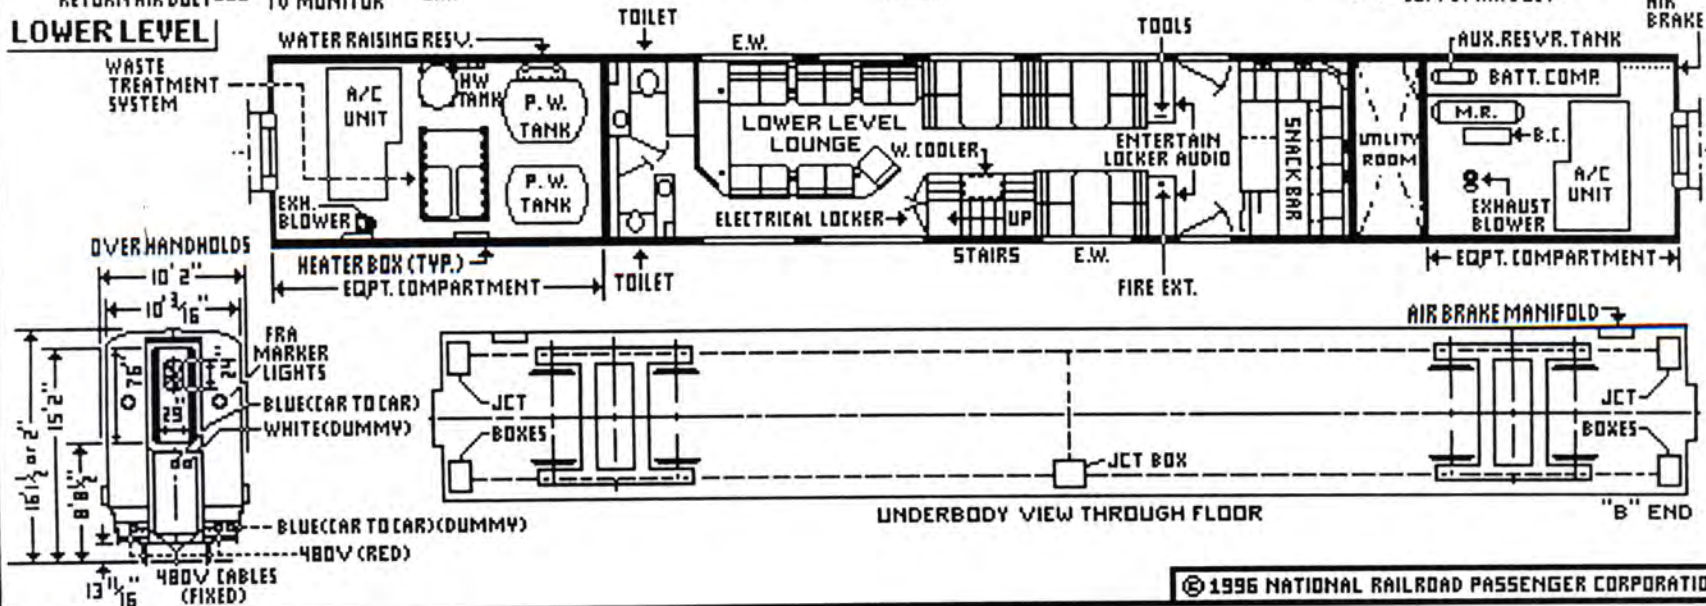 TV MONITOR
AIR
BRAKE
LOWER LEVEL
WATER RAISING RESV.
TOILET
E.W.
TOOLS
AUX.RESVR.TANK
WASTE
TREATMENT
SYSTEM
A/C
UNIT
HW
TANK
P.W.
TANK
LOWER LEVEL
LOUNGE
W. COOLER
ENTERTAIN
LOCKER AUDIO
SNACK BAR
UTILITY
ROOM
BATT. COMP.
M.R.
B.C.
A/C
UNIT
P.W.
TANK
EXH.
BLOWER
ELECTRICAL LOCKER
UP
EXHAUST
BLOWER
OVER HANDHOLDS
HEATER BOX (TYP.)
STAIRS
E.W.
EQPT. COMPARTMENT
TOILET
FIRE EXT.
EQPT. COMPARTMENT
10' 2"
10' 3/16"
AIR BRAKE MANIFOLD
FRA
MARKER
LIGHTS
76"
24"
29"
15' 2"
16' 1 1/2 or 2"
8' 8 1/2"
BLUE(CAR TO CAR)
WHITE(DUMMY)
JCT
BOXES
JCT BOX
JCT
BOXES
UNDERBODY VIEW THROUGH FLOOR
"B" END
BLUE(CAR TO CAR)(DUMMY)
480V (RED)
480V CABLES
(FIXED)
13 11/16"
© 1996 NATIONAL RAILROAD PASSENGER CORPORATIO